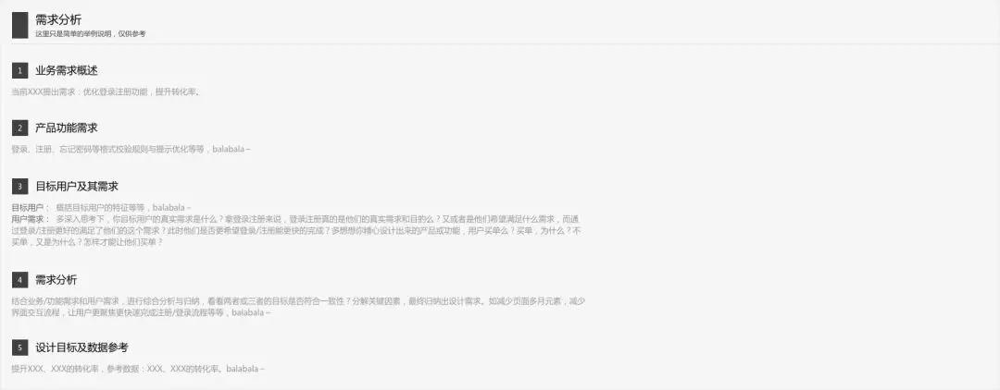 需求分析
这里只是简单的举例说明，仅供参考
1 业务需求概述
当前XXX提出需求：优化登录注册功能，提升转化率。
2 产品功能需求
登录、注册、忘记密码等格式校验规则与提示优化等等，balabala～
3 目标用户及其需求
目标用户： 概括目标用户的特征等等，balabala～
用户需求： 多深入思考下，你目标用户的真实需求是什么？拿登录注册来说，登录注册真的是他们的真实需求和目的么？又或者是他们希望满足什么需求，而通
过登录/注册更好的满足了他们的这个需求？此时他们是否更希望登录/注册能更快的完成？多想想你精心设计出来的产品或功能，用户买单么？买单，为什么？不
买单，又是为什么？怎样才能让他们买单？
4 需求分析
结合业务/功能需求和用户需求，进行综合分析与归纳，看看两者或三者的目标是否符合一致性？分解关键因素，最终归纳出设计需求。如减少页面多月元素，减少
界面交互流程，让用户更聚焦更快速完成注册/登录流程等等，balabala～
5 设计目标及数据参考
提升XXX、XXX的转化率，参考数据：XXX、XXX的转化率。balabala～